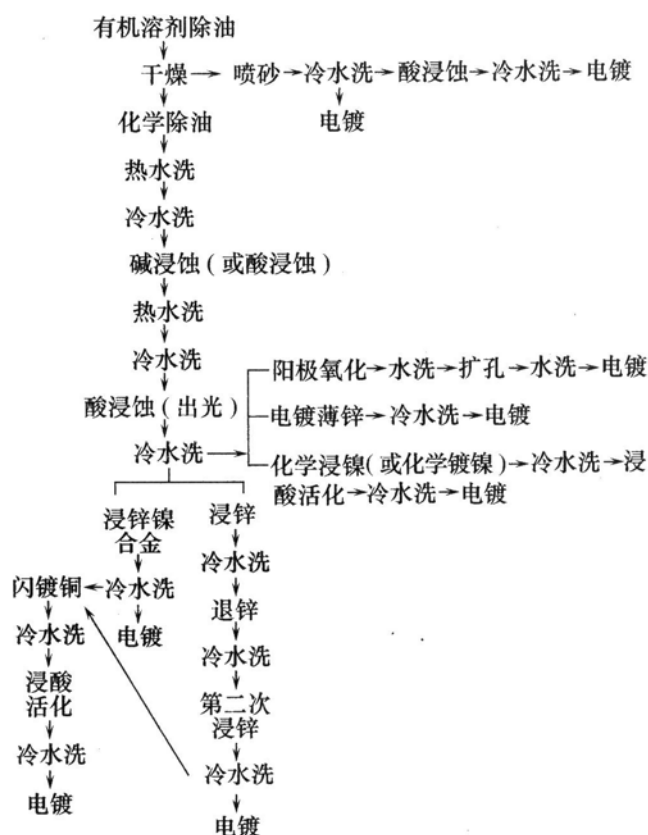 有机溶剂除油
干燥→喷砂→冷水洗→酸浸蚀→冷水洗→电镀
化学除油 电镀
热水洗
冷水洗
碱浸蚀(或酸浸蚀)
热水洗
冷水洗
阳极氧化→水洗→扩孔→水洗→电镀
酸浸蚀(出光)
电镀薄锌→冷水洗→电镀
冷水洗
化学浸镍(或化学镀镍)→冷水洗→浸
酸活化→冷水洗→电镀
浸锌镍
合金
闪镀铜←冷水洗
电镀
冷水洗
浸酸
活化
冷水洗
电镀
浸锌
冷水洗
退锌
冷水洗
第二次
浸锌
冷水洗
电镀